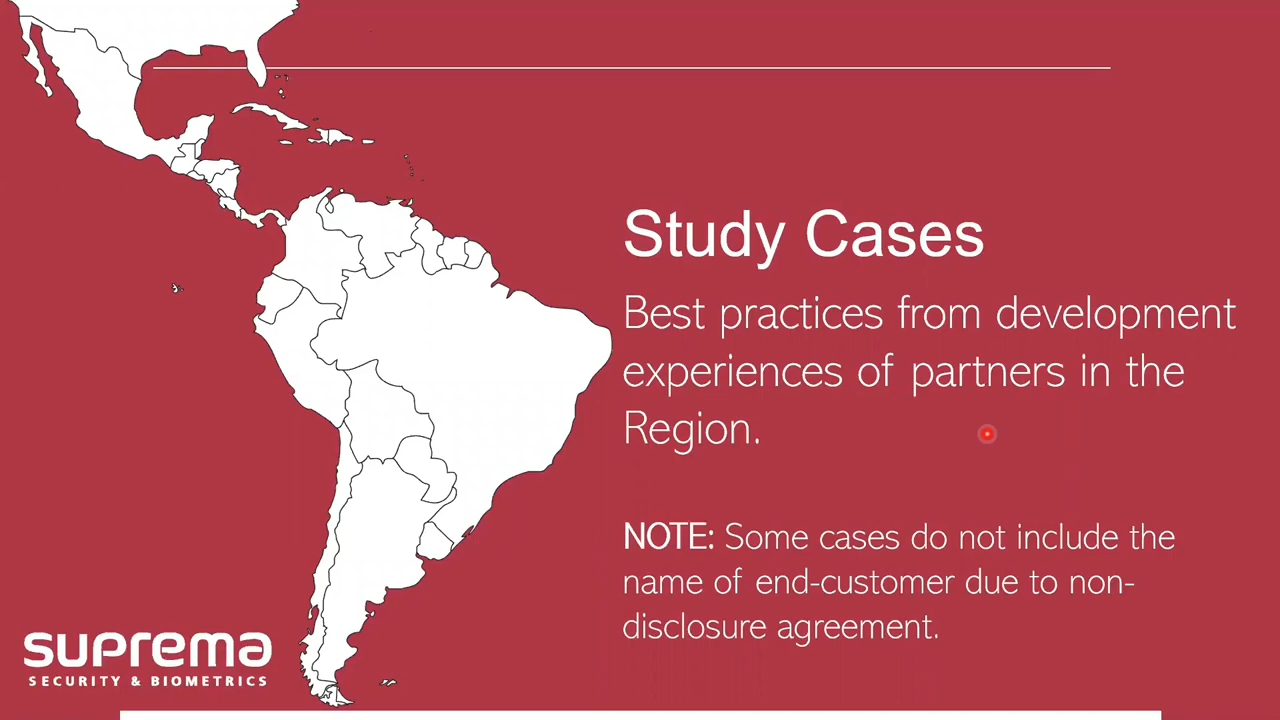 Study Cases
Best practices from development
experiences of partners in the
Region.
NOTE: Some cases do not include the
name of end-customer due to non-
disclosure agreement.
suprema
SECURITY & BIOMETRICS